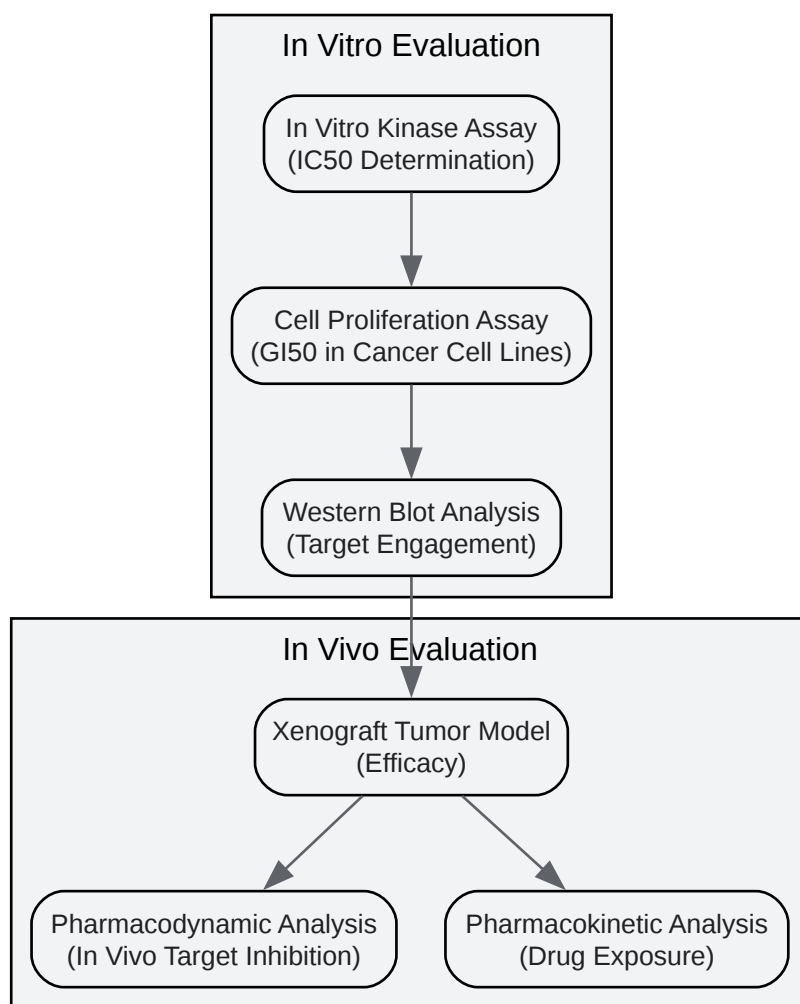 In Vitro Evaluation
In Vitro Kinase Assay
(IC50 Determination)
Cell Proliferation Assay
(GI50 in Cancer Cell Lines)
Western Blot Analysis
(Target Engagement)
In Vivo Evaluation
Xenograft Tumor Model
(Efficacy)
Pharmacodynamic Analysis
(In Vivo Target Inhibition)
Pharmacokinetic Analysis
(Drug Exposure)